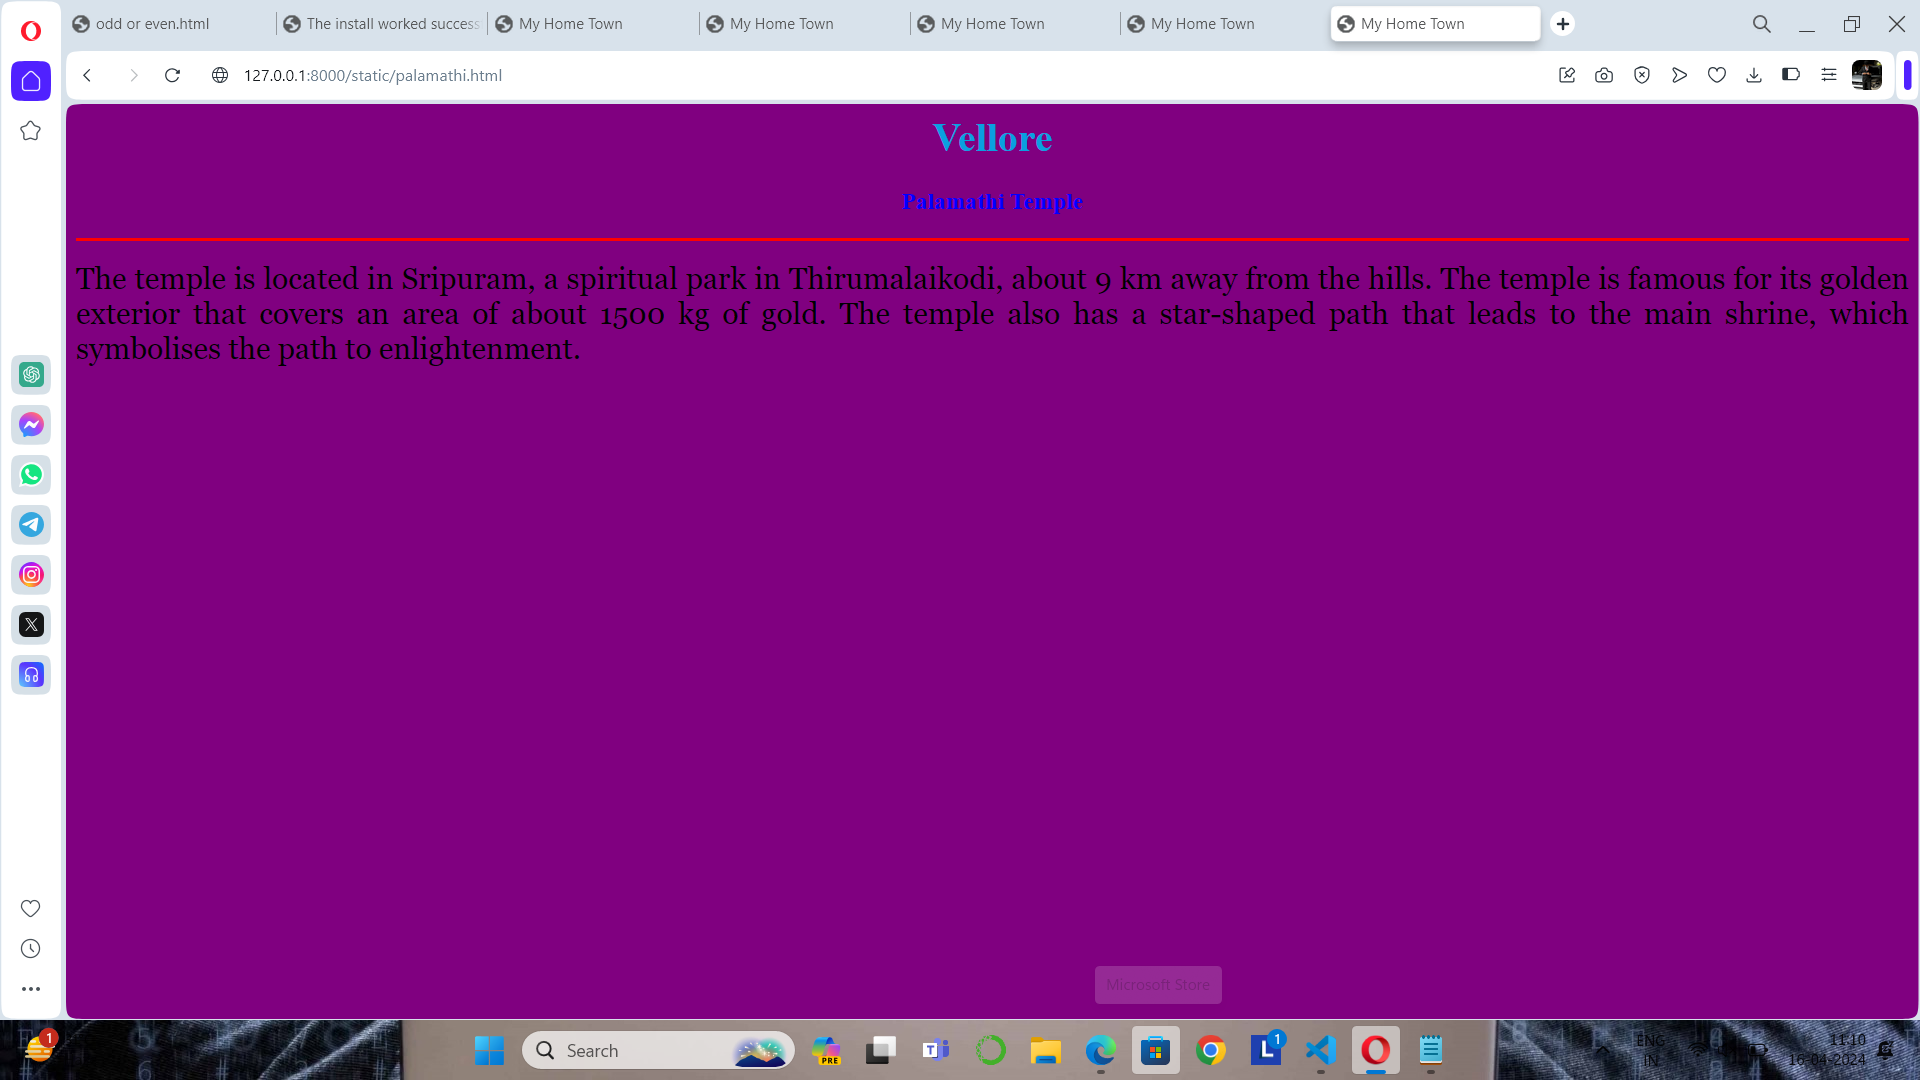 odd or even.html
The install worked success
My Home Town
My Home Town
My Home Town
My Home Town
My Home Town
127.0.0.1:8000/static/palamathi.html
Vellore
Palamathi Temple
The temple is located in Sripuram, a spiritual park in Thirumalaikodi, about 9 km away from the hills. The temple is famous for its golden
exterior that covers an area of about 1500 kg of gold. The temple also has a star-shaped path that leads to the main shrine, which
symbolises the path to enlightenment.
Microsoft Store
1
Search
PRE
T
L
1
ENG
IN
11:10
16-04-2024